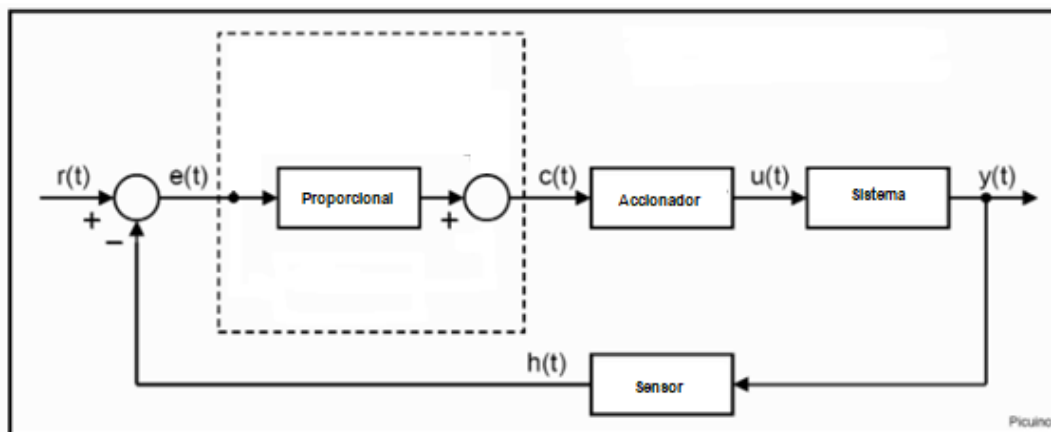 r(t) e(t) Proporcional c(t) Accionador u(t) Sistema y(t)
+ − +
h(t) Sensor
Picuino